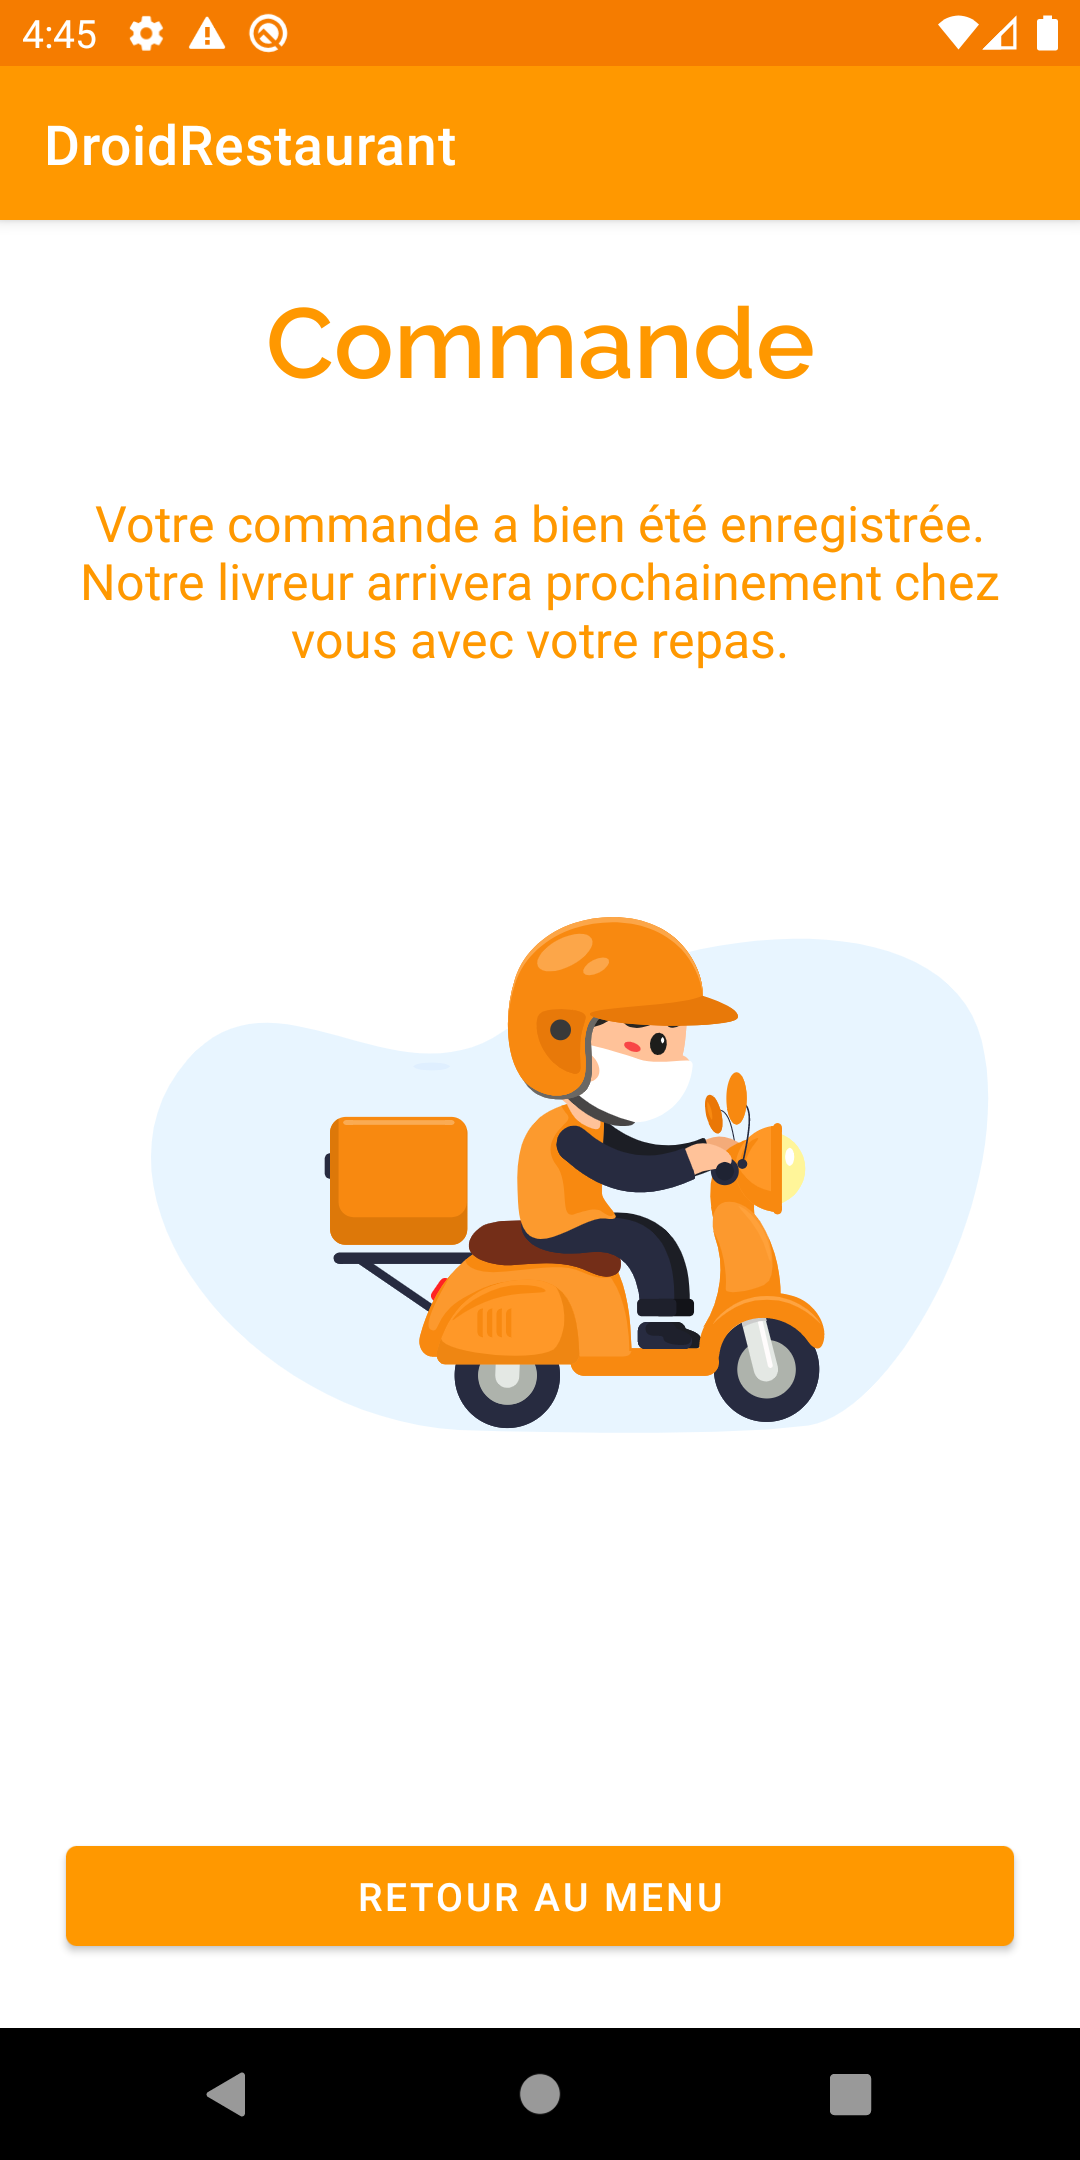 4:45
DroidRestaurant
Commande
Votre commande a bien été enregistrée.
Notre livreur arrivera prochainement chez
vous avec votre repas.
RETOUR AU MENU